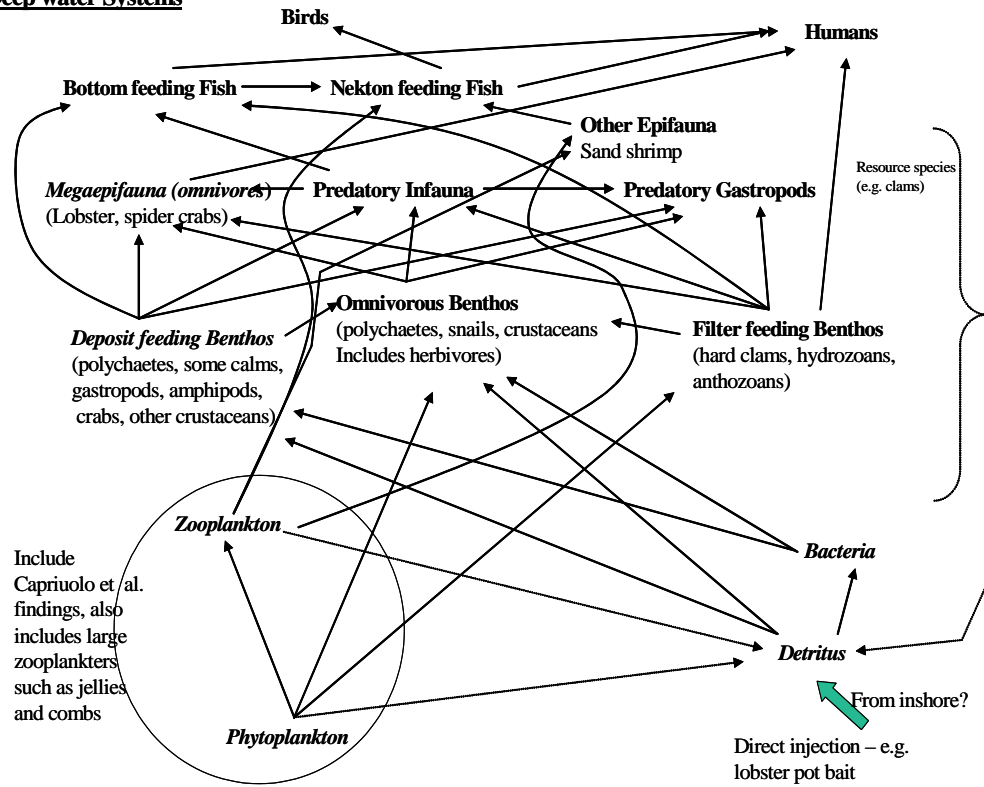 Deep water Systems
Birds
Humans
Bottom feeding Fish
Nekton feeding Fish
Other Epifauna
Sand shrimp
Resource species
(e.g. clams)
Megaepifauna (omnivores)
(Lobster, spider crabs)
Predatory Infauna
Predatory Gastropods
Omnivorous Benthos
(polychaetes, snails, crustaceans
Includes herbivores)
Deposit feeding Benthos
(polychaetes, some calms,
gastropods, amphipods,
crabs, other crustaceans)
Filter feeding Benthos
(hard clams, hydrozoans,
anthozoans)
Zooplankton
Bacteria
Include
Capriuolo et al.
findings, also
includes large
zooplankters
such as jellies
and combs
Detritus
From inshore?
Phytoplankton
Direct injection – e.g.
lobster pot bait